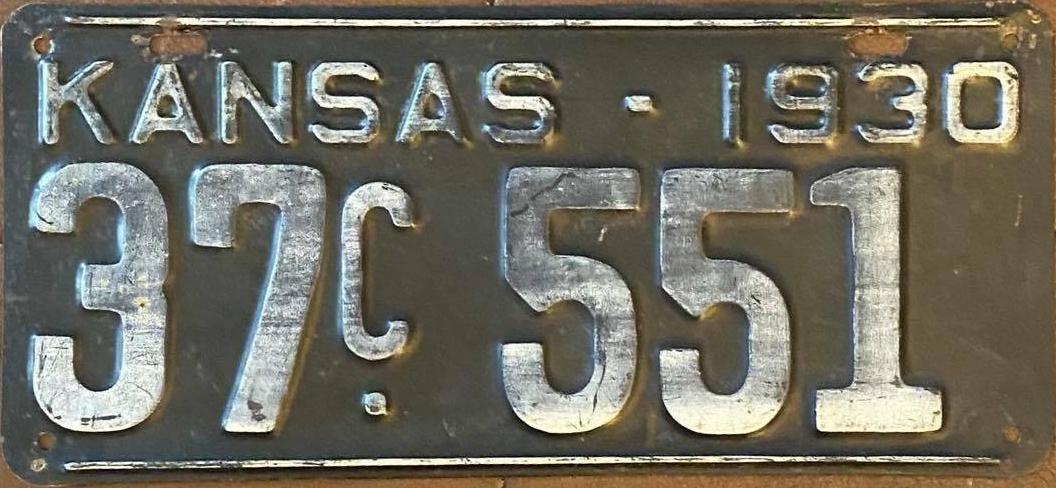 KANSAS - 1930
37C. 551